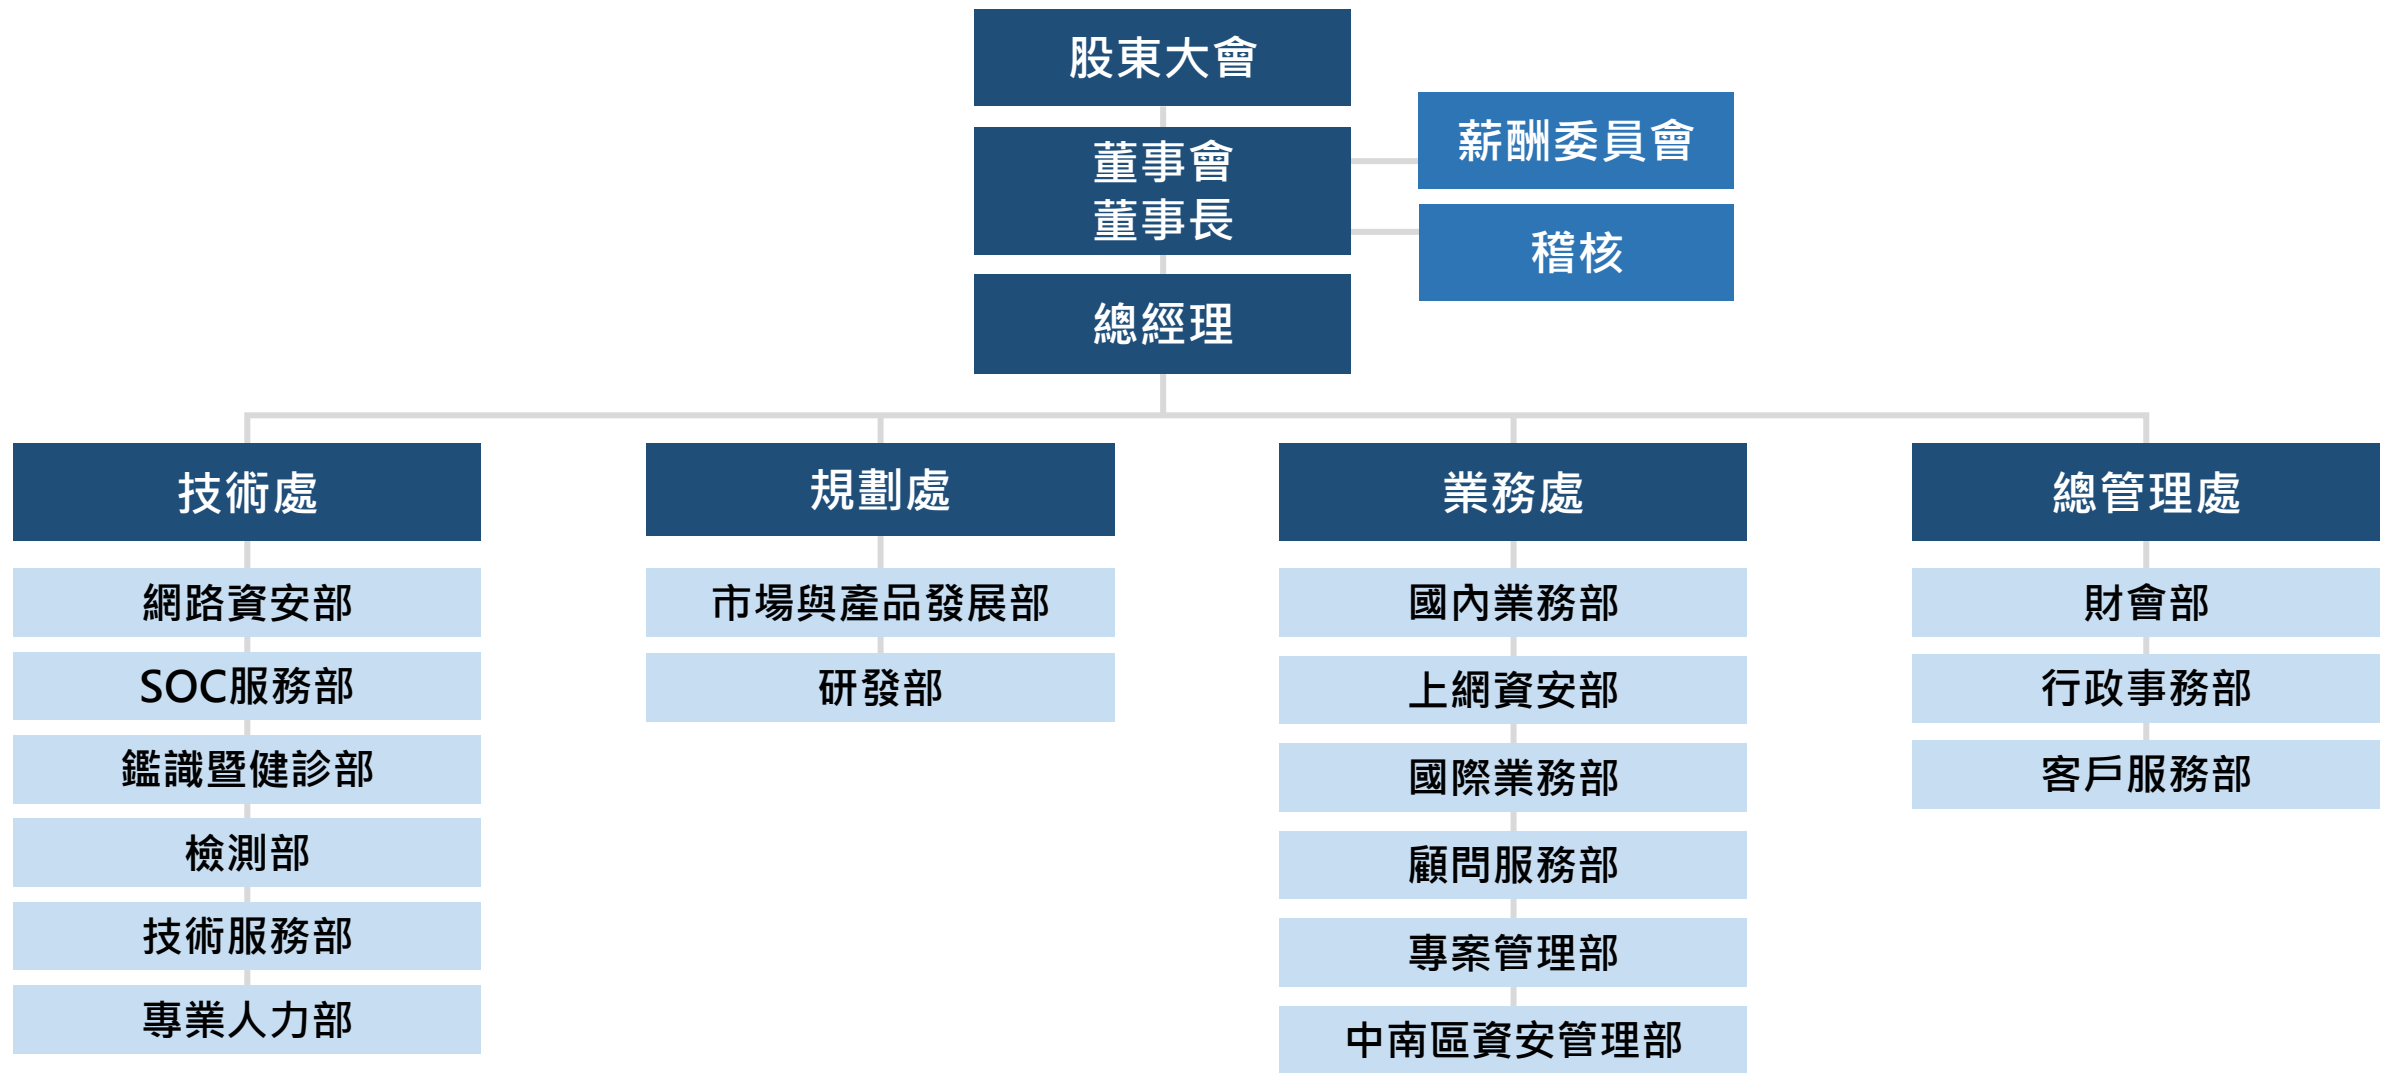 股東大會
董事會
董事長
薪酬委員會
稽核
總經理
技術處
網路資安部
SOC服務部
鑑識暨健診部
檢測部
技術服務部
專業人力部
規劃處
市場與產品發展部
研發部
業務處
國內業務部
上網資安部
國際業務部
顧問服務部
專案管理部
中南區資安管理部
總管理處
財會部
行政事務部
客戶服務部